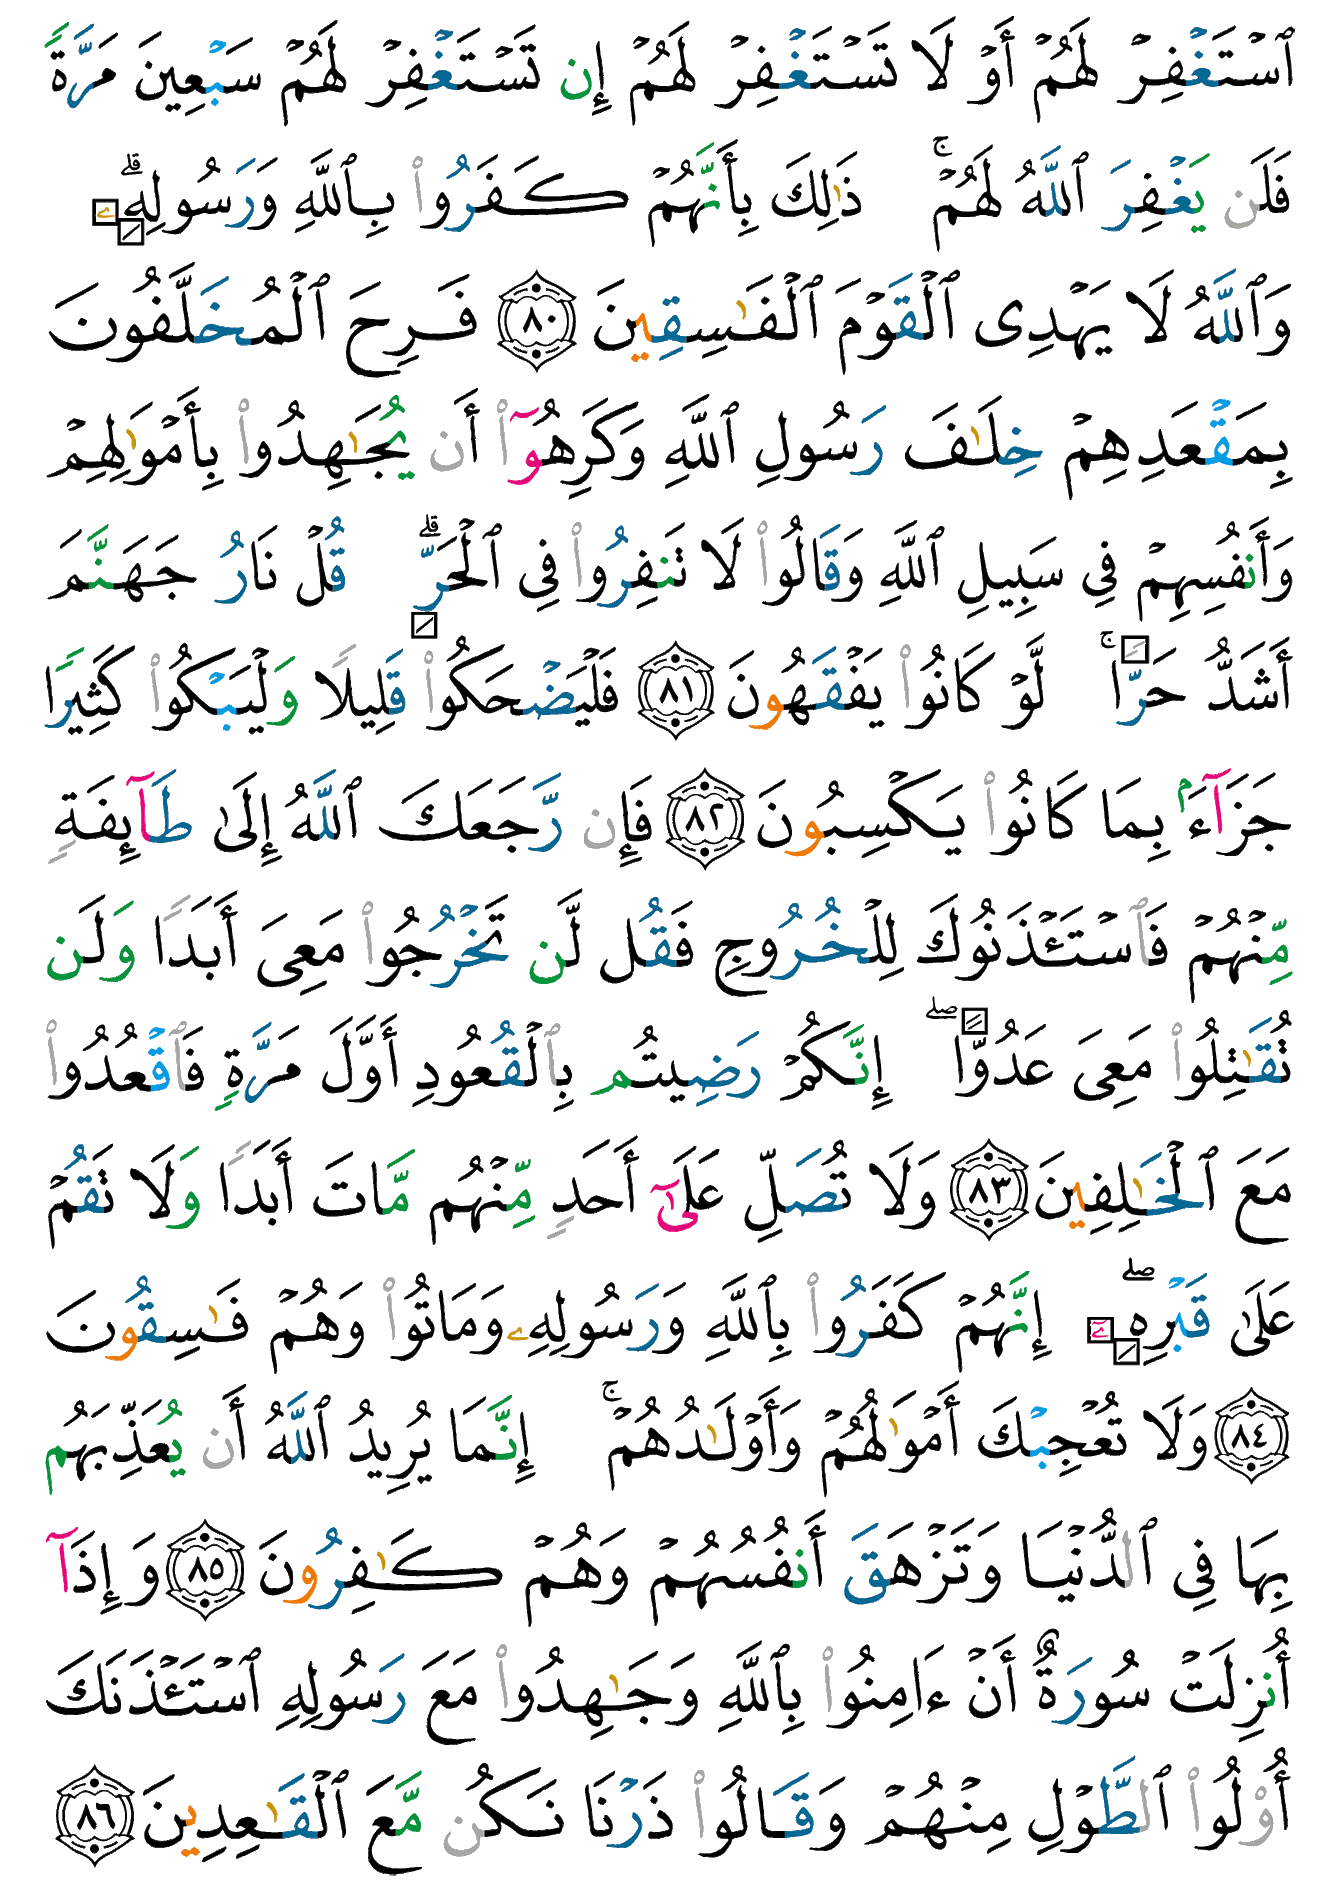 ٱسۡتَغۡفِرۡ لَهُمۡ أَوۡ لَا تَسۡتَغۡفِرۡ لَهُمۡ إِن تَسۡتَغۡفِرۡ لَهُمۡ سَبۡعِينَ مَرَّةٗ
فَلَن يَغۡفِرَ ٱللَّهُ لَهُمۡۚ ذَٰلِكَ بِأَنَّهُمۡ كَفَرُواْ بِٱللَّهِ وَرَسُولِهِۦۗ
وَٱللَّهُ لَا يَهۡدِى ٱلۡقَوۡمَ ٱلۡفَٰسِقِينَ ٨٠ فَرِحَ ٱلۡمُخَلَّفُونَ
بِمَقۡعَدِهِمۡ خِلَٰفَ رَسُولِ ٱللَّهِ وَكَرِهُوٓاْ أَن يُجَٰهِدُواْ بِأَمۡوَٰلِهِمۡ
وَأَنفُسِهِمۡ فِي سَبِيلِ ٱللَّهِ وَقَالُواْ لَا تَنفِرُواْ فِي ٱلۡحَرِّۗ قُلۡ نَارُ جَهَنَّمَ
أَشَدُّ حَرّٗاۚ لَّوۡ كَانُواْ يَفۡقَهُونَ ٨١ فَلۡيَضۡحَكُواْ قَلِيلٗا وَلۡيَبۡكُواْ كَثِيرٗا
جَزَآءَۢ بِمَا كَانُواْ يَكۡسِبُونَ ٨٢ فَإِن رَّجَعَكَ ٱللَّهُ إِلَىٰ طَآئِفَةٖ
مِّنۡهُمۡ فَٱسۡتَـٔۡذَنُوكَ لِلۡخُرُوجِ فَقُل لَّن تَخۡرُجُواْ مَعِىَ أَبَدٗا وَلَن
تُقَٰتِلُواْ مَعِىَ عَدُوًّاۖ إِنَّكُمۡ رَضِيتُم بِٱلۡقُعُودِ أَوَّلَ مَرَّةٖ فَٱقۡعُدُواْ
مَعَ ٱلۡخَٰلِفِينَ ٨٣ وَلَا تُصَلِّ عَلَىٰٓ أَحَدٖ مِّنۡهُم مَّاتَ أَبَدٗا وَلَا تَقُمۡ
عَلَىٰ قَبۡرِهِۦٓۖ إِنَّهُمۡ كَفَرُواْ بِٱللَّهِ وَرَسُولِهِۦ وَمَاتُواْ وَهُمۡ فَٰسِقُونَ
٨٤ وَلَا تُعۡجِبۡكَ أَمۡوَٰلُهُمۡ وَأَوۡلَٰدُهُمۡۚ إِنَّمَا يُرِيدُ ٱللَّهُ أَن يُعَذِّبَهُم
بِهَا فِي ٱلدُّنۡيَا وَتَزۡهَقَ أَنفُسُهُمۡ وَهُمۡ كَٰفِرُونَ ٨٥ وَإِذَآ
أُنزِلَتۡ سُورَةٌ أَنۡ ءَامِنُواْ بِٱللَّهِ وَجَٰهِدُواْ مَعَ رَسُولِهِ ٱسۡتَـٔۡذَنَكَ
أُوْلُواْ ٱلطَّوۡلِ مِنۡهُمۡ وَقَالُواْ ذَرۡنَا نَكُن مَّعَ ٱلۡقَٰعِدِينَ ٨٦